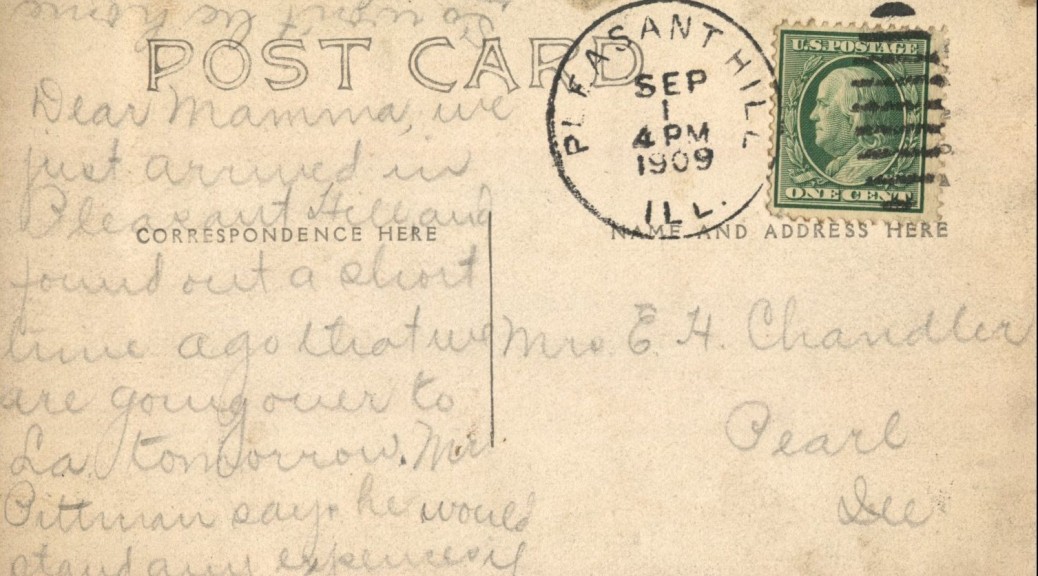 POST CARD
Dear Mamma, we
just arrived in
Pleasant Hill and
found out a short
time ago that we
are going over to
La. tomorrow. Mr
Pittman says he would
stand any expences if
CORRESPONDENCE HERE
PLEASANT HILL
SEP
1
4 PM
1909
ILL.
U.S. POSTAGE
ONE CENT
NAME AND ADDRESS HERE
Mrs E. H. Chandler
Pearl
Ill